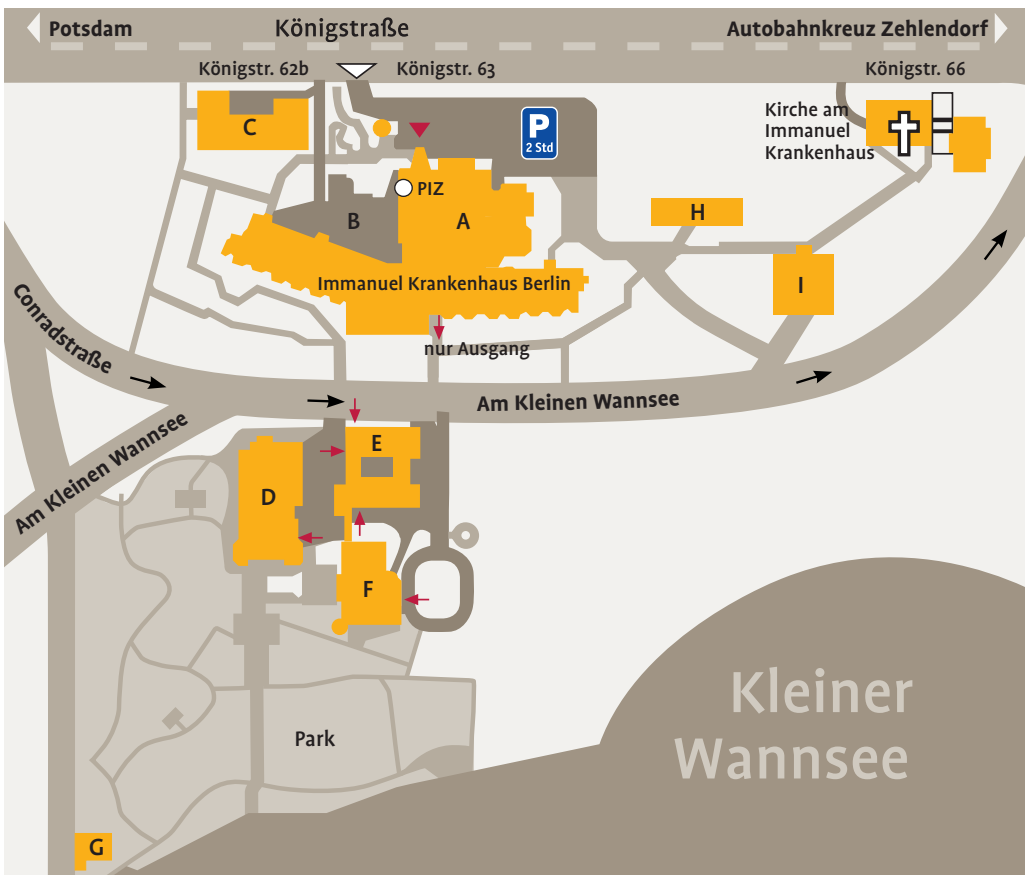 Potsdam
Königstraße
Autobahnkreuz Zehlendorf
Königstr. 62b
Königstr. 63
Königstr. 66
C
P
2 Std
Kirche am
Immanuel
Krankenhaus
PIZ
B
A
H
Immanuel Krankenhaus Berlin
I
Conradstraße
nur Ausgang
Am Kleinen Wannsee
Am Kleinen Wannsee
E
D
F
Kleiner
Wannsee
Park
G